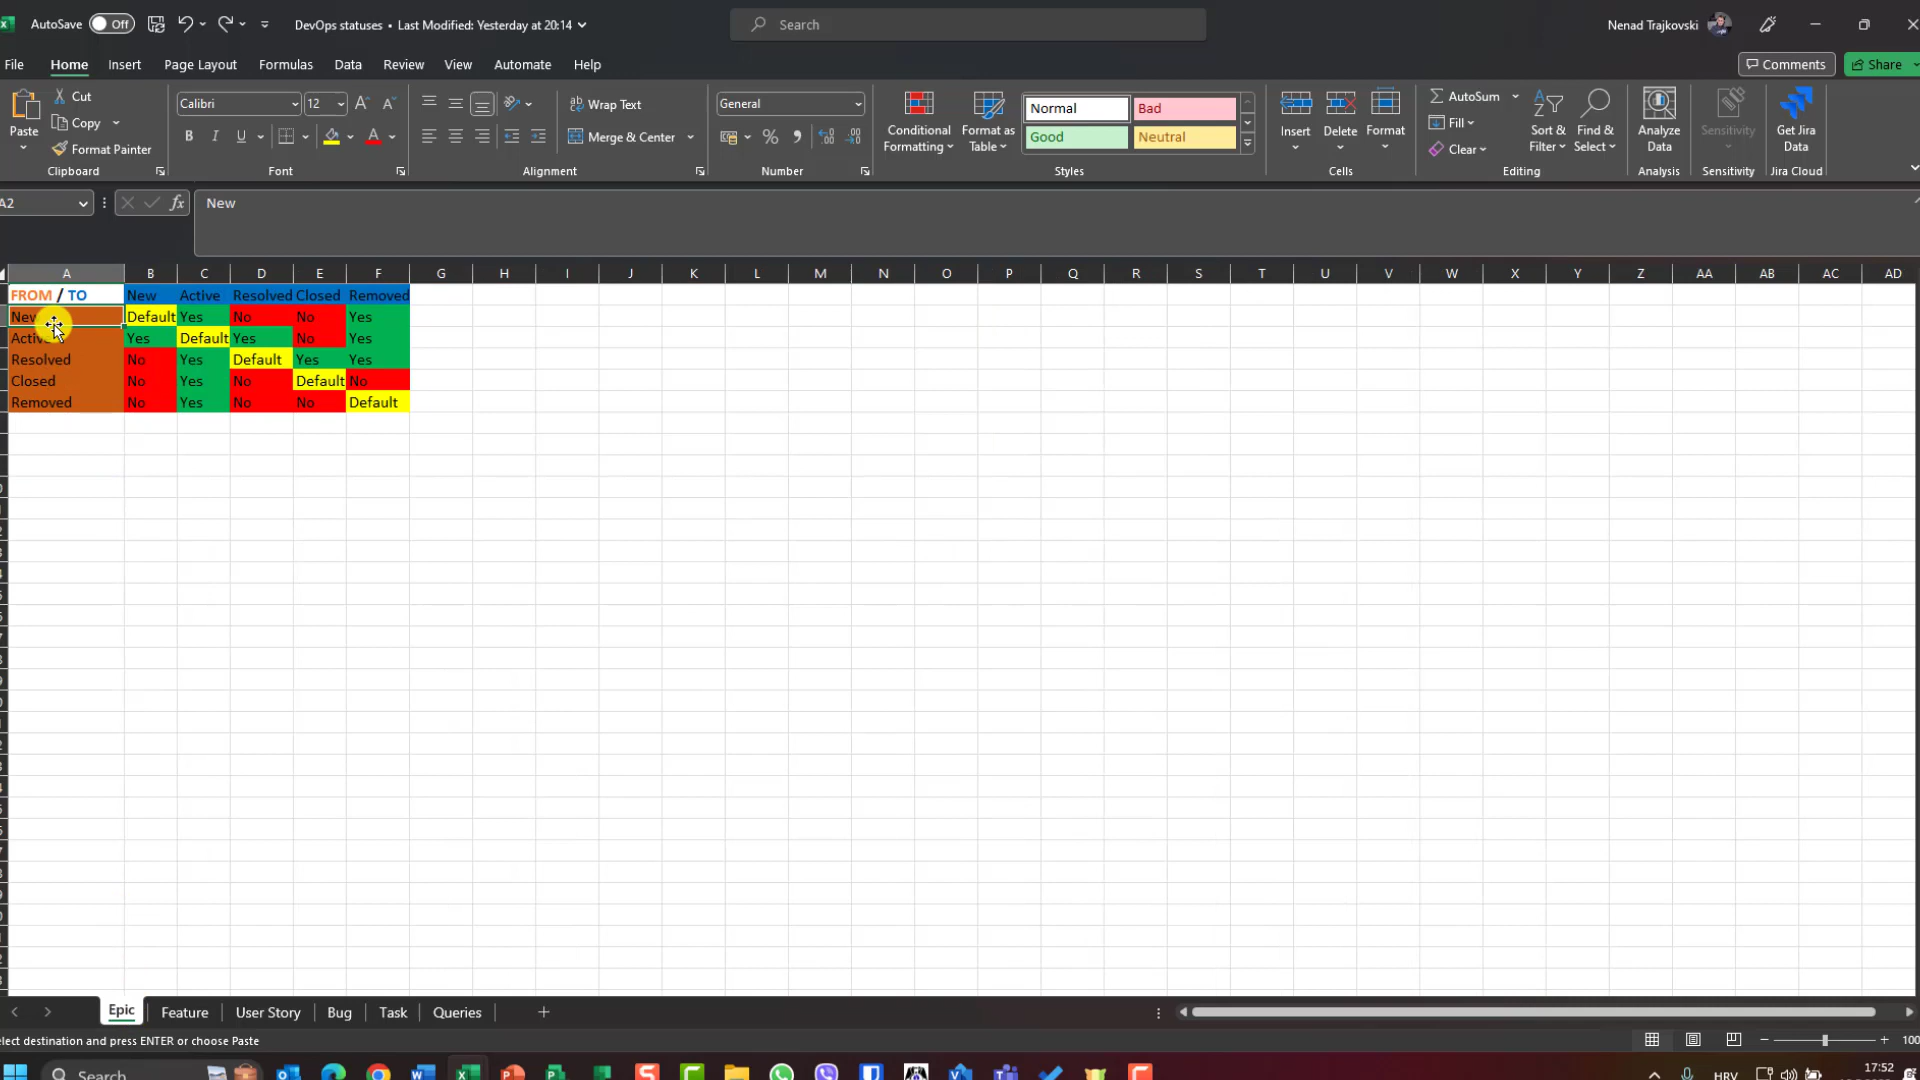 AutoSave Off DevOps statuses • Last Modified: Yesterday at 20:14 Search Nenad Trajkovski
File Home Insert Page Layout Formulas Data Review View Automate Help Comments Share
Paste Cut Copy Format Painter Clipboard
Calibri 12 B I U A Font
Wrap Text Merge & Center Alignment
General % Number
Conditional Formatting Format as Table Normal Bad Good Neutral Styles
Insert Delete Format Cells
AutoSum Fill Clear Sort & Filter Find & Select Editing
Analyze Data Analysis
Sensitivity Sensitivity
Get Jira Data Jira Cloud
A2 fx New
A B C D E F G H I J K L M N O P Q R S T U V W X Y Z AA AB AC AD
FROM / TO New Active Resolved Closed Removed
New Default Yes No No Yes
Active Yes Default Yes No Yes
Resolved No Yes Default Yes Yes
Closed No Yes No Default No
Removed No Yes No No Default
Epic Feature User Story Bug Task Queries
elect destination and press ENTER or choose Paste 100
Search HRV 17:52